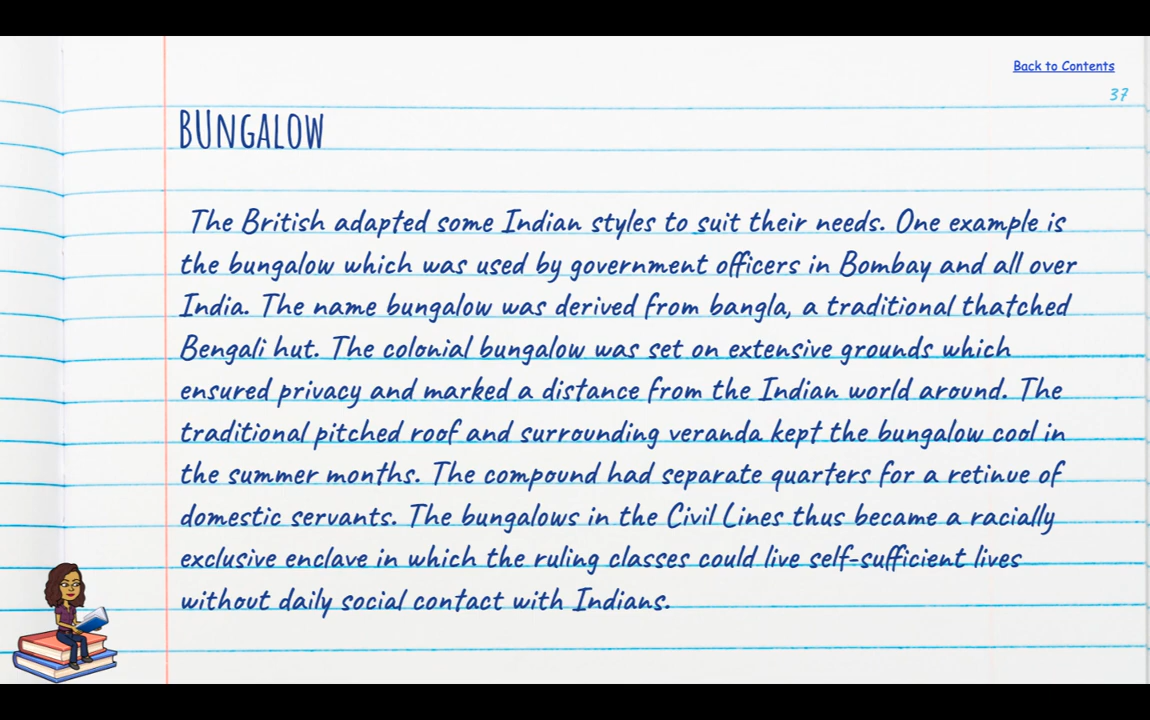 Back to Contents
37
BUNGALOW
The British adapted some Indian styles to suit their needs. One example is
the bungalow which was used by government officers in Bombay and all over
India. The name bungalow was derived from bangla, a traditional thatched
Bengali hut. The colonial bungalow was set on extensive grounds which
ensured privacy and marked a distance from the Indian world around. The
traditional pitched roof and surrounding veranda kept the bungalow cool in
the summer months. The compound had separate quarters for a retinue of
domestic servants. The bungalows in the Civil Lines thus became a racially
exclusive enclave in which the ruling classes could live self-sufficient lives
without daily social contact with Indians.